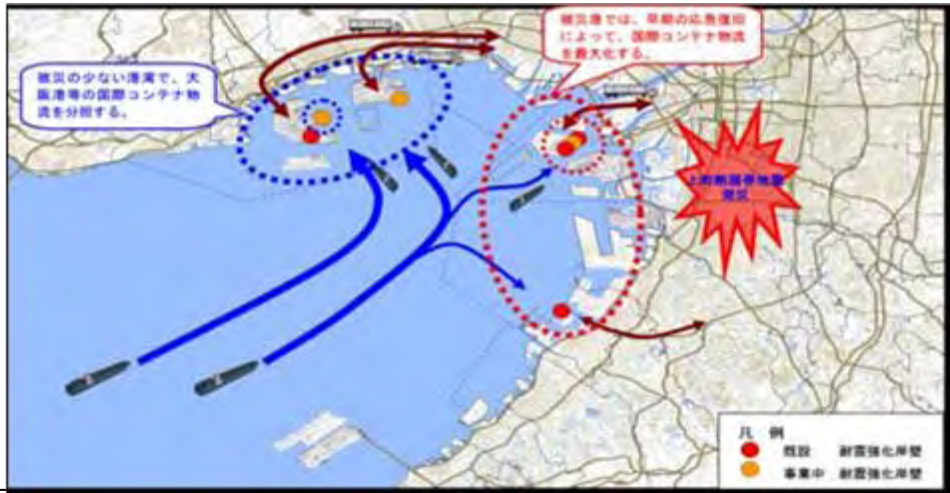 被災の少ない港湾で、大
阪港等の国際コンテナ物
流を分担する。
被災港では、早期の応急復旧
によって、国際コンテナ物流
を最大化する。
上町断層帯地震
発災
凡 例
既設 耐震強化岸壁
事業中 耐震強化岸壁